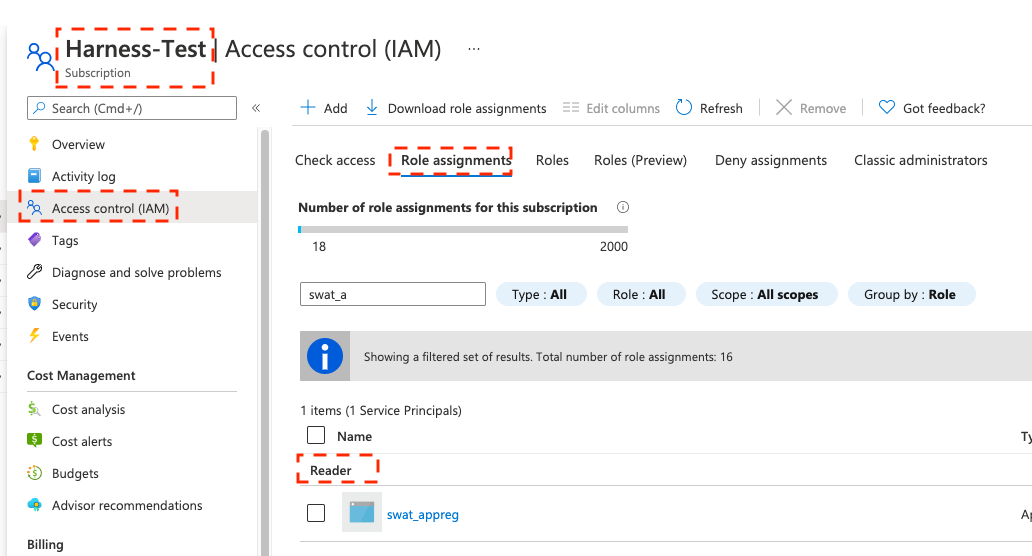 Harness-Test | Access control (IAM) ...
Subscription
Search (Cmd+/)
«
Overview
Activity log
Access control (IAM)
Tags
Diagnose and solve problems
Security
Events
Cost Management
Cost analysis
Cost alerts
Budgets
Advisor recommendations
Billing
Add
Download role assignments
Edit columns
Refresh
Remove
Got feedback?
Check access
Role assignments
Roles
Roles (Preview)
Deny assignments
Classic administrators
Number of role assignments for this subscription
18
2000
swat_a
Type : All
Role : All
Scope : All scopes
Group by : Role
Showing a filtered set of results. Total number of role assignments: 16
1 items (1 Service Principals)
Name
Reader
swat_appreg